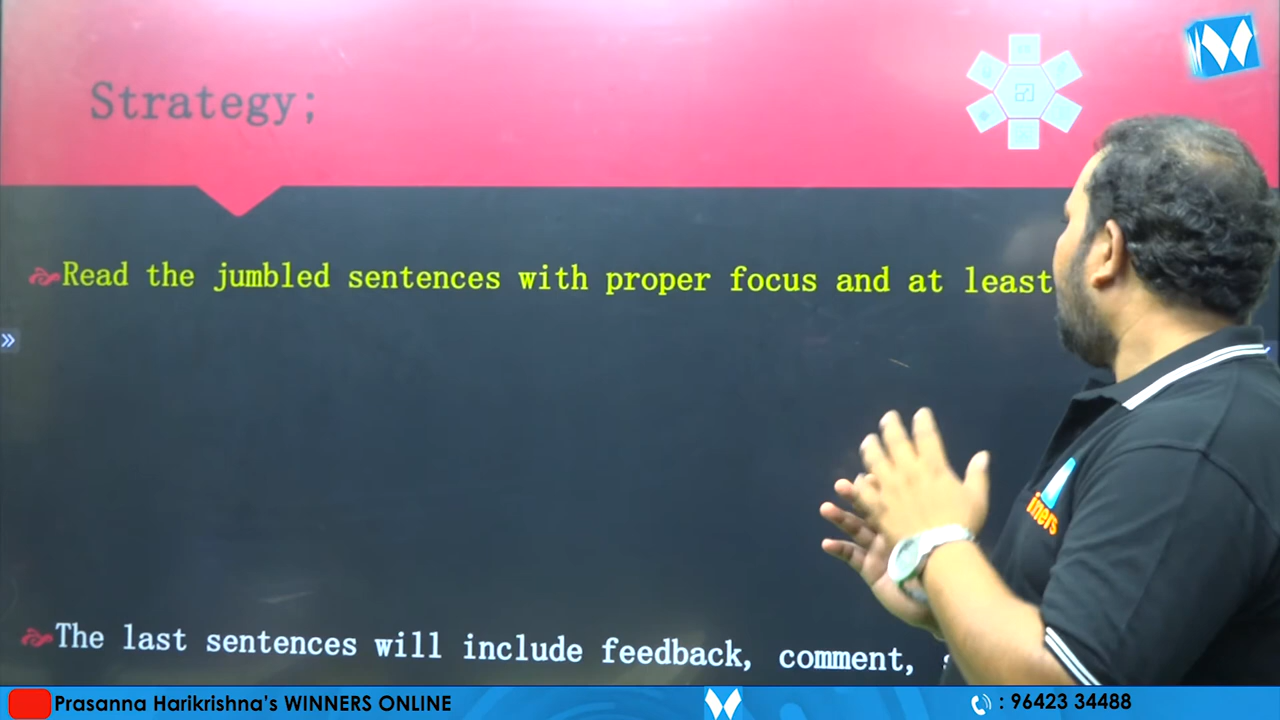 Strategy;
Read the jumbled sentences with proper focus and at least
iners
The last sentences will include feedback, comment,
Prasanna Harikrishna's WINNERS ONLINE
: 96423 34488